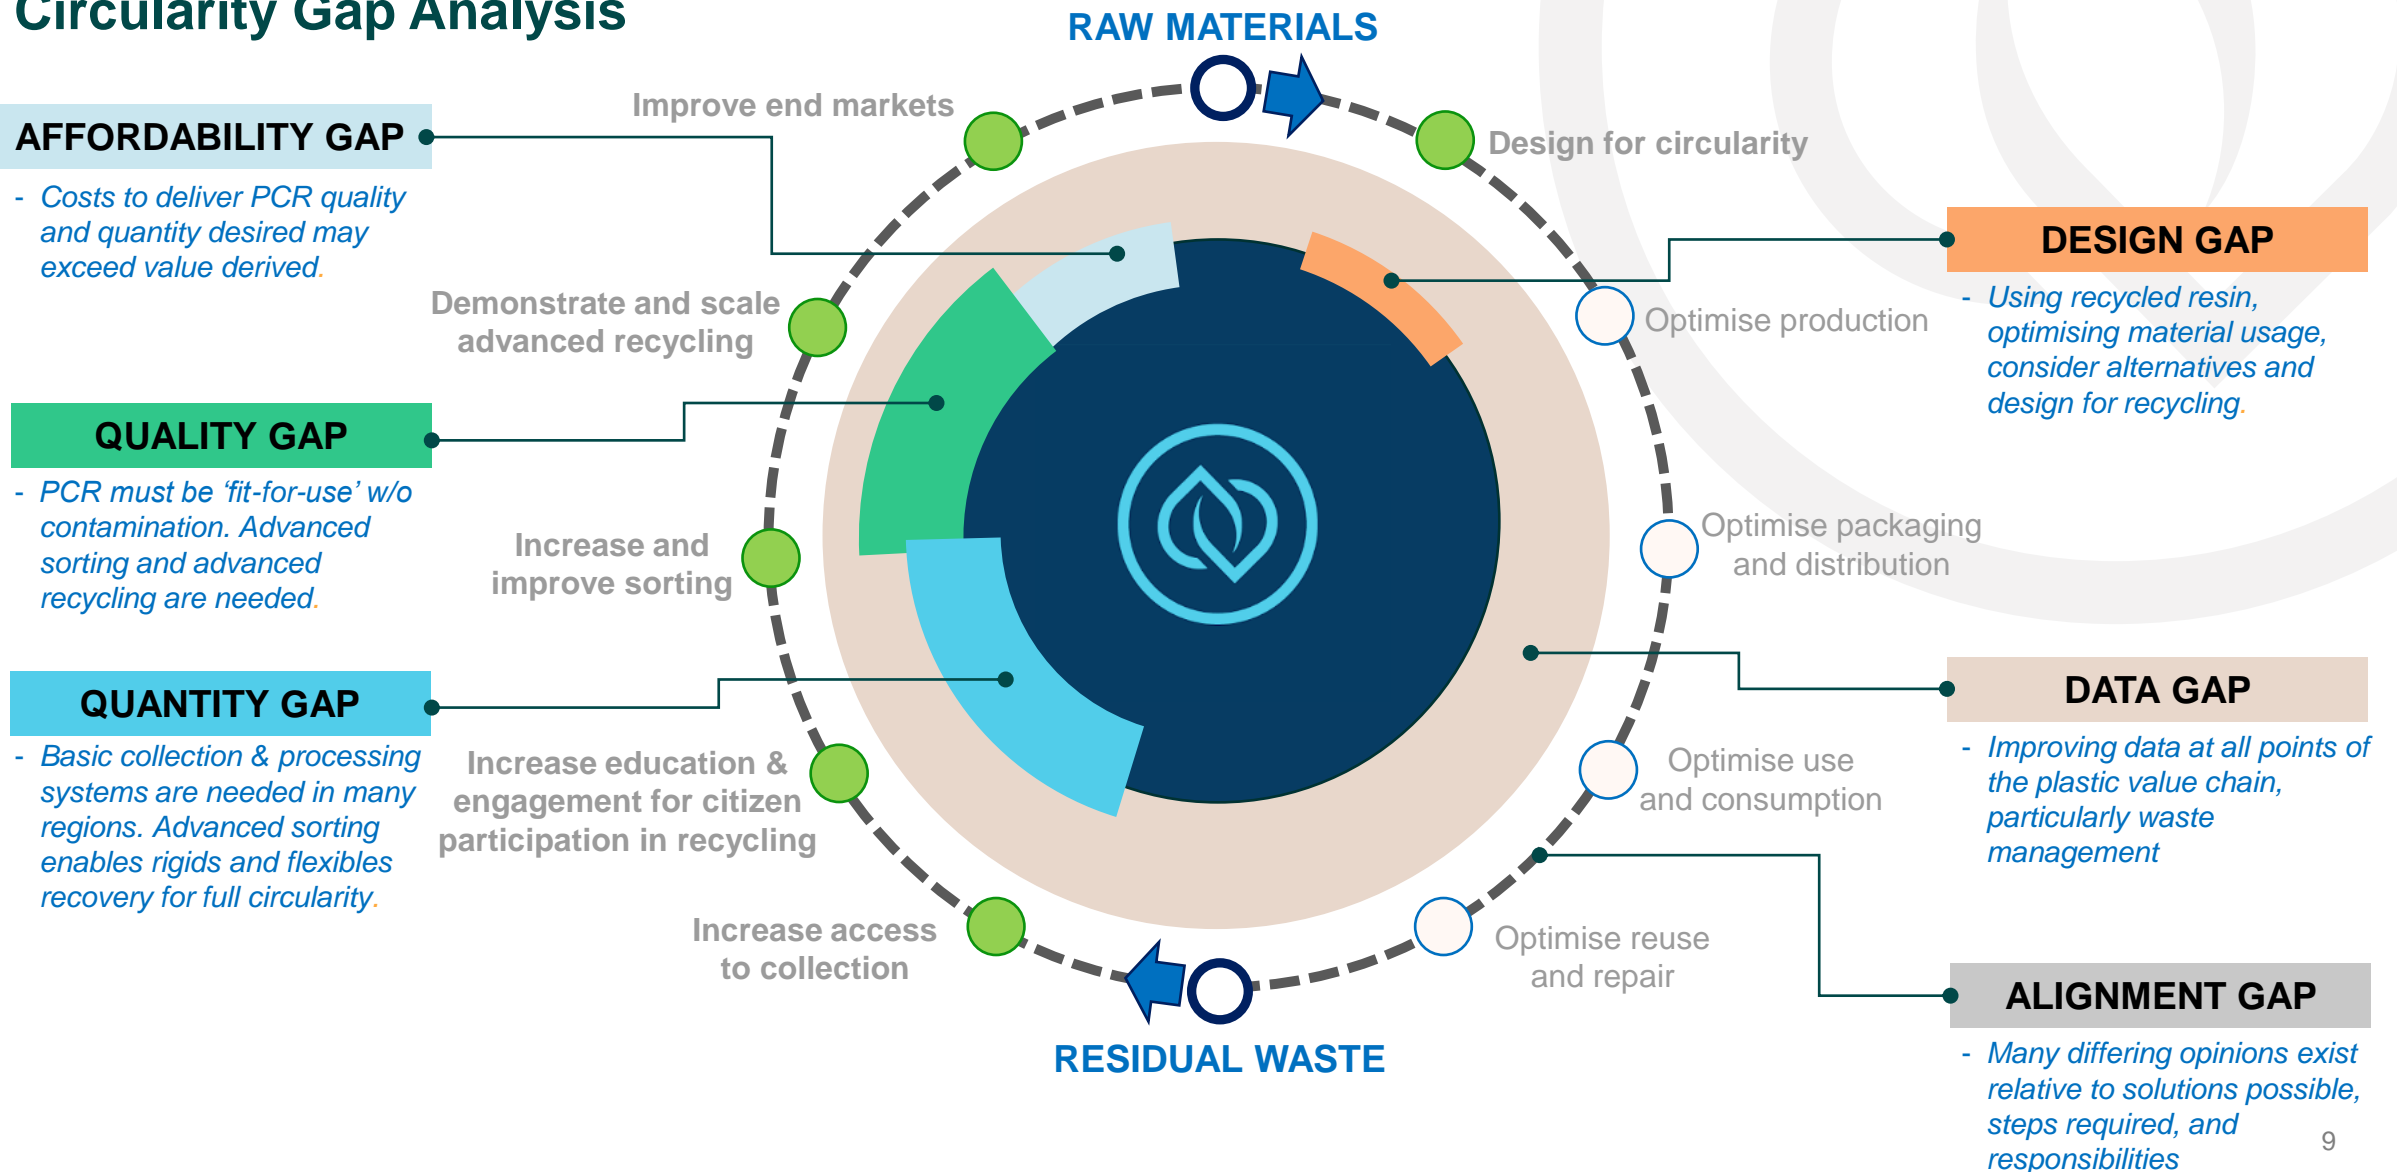 Circularity Gap Analysis
RAW MATERIALS
Improve end markets
Design for circularity
AFFORDABILITY GAP
- Costs to deliver PCR quality
and quantity desired may
exceed value derived.
DESIGN GAP
- Using recycled resin,
optimising material usage,
consider alternatives and
design for recycling.
Demonstrate and scale
advanced recycling
Optimise production
QUALITY GAP
- PCR must be ‘fit-for-use’ w/o
contamination. Advanced
sorting and advanced
recycling are needed.
Increase and
improve sorting
Optimise packaging
and distribution
QUANTITY GAP
- Basic collection & processing
systems are needed in many
regions. Advanced sorting
enables rigids and flexibles
recovery for full circularity.
DATA GAP
- Improving data at all points of
the plastic value chain,
particularly waste
management
Increase education &
engagement for citizen
participation in recycling
Optimise use
and consumption
Increase access
to collection
Optimise reuse
and repair
RESIDUAL WASTE
ALIGNMENT GAP
- Many differing opinions exist
relative to solutions possible,
steps required, and
responsibilities
9